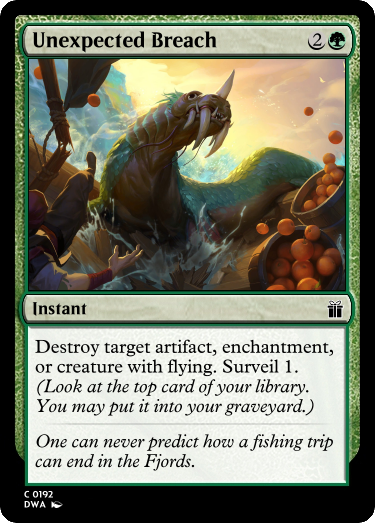 Unexpected Breach 2
Instant
Destroy target artifact, enchantment,
or creature with flying. Surveil 1.
(Look at the top card of your library.
You may put it into your graveyard.)
One can never predict how a fishing trip
can end in the Fjords.
C 0192
DWA